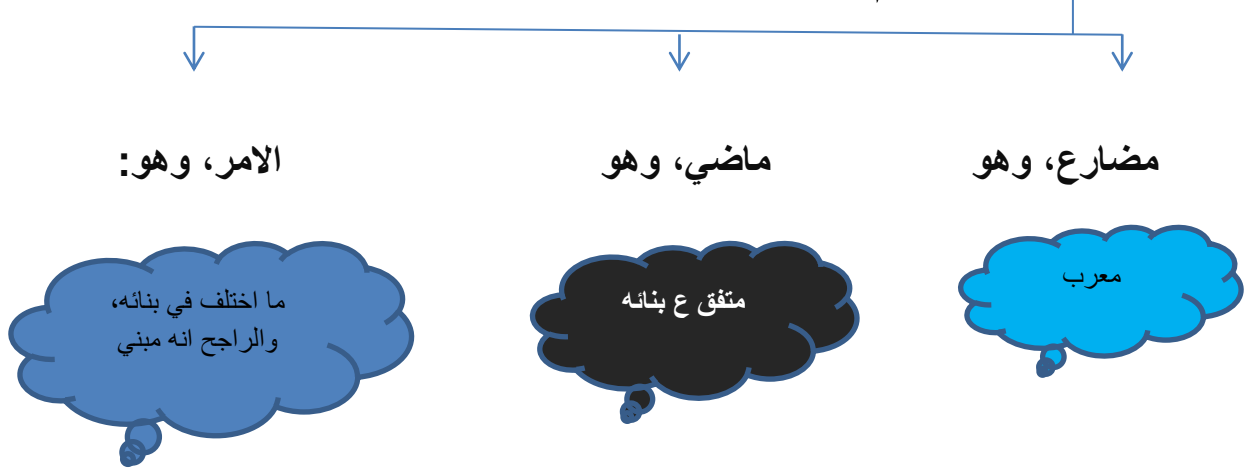 مضارع، وهو
ماضي، وهو
الامر، وهو:
معرب
متفق ع بنائه
ما اختلف في بنائه،
والراجح انه مبني